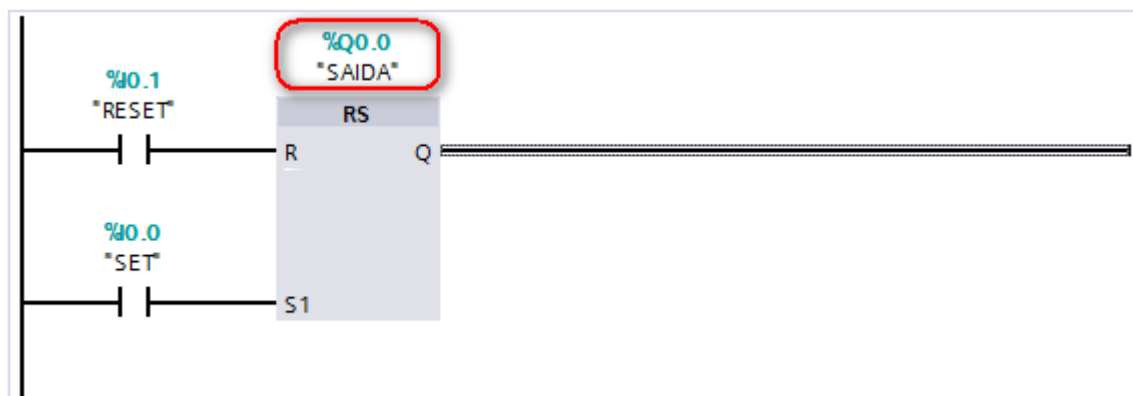 %Q0.0
"SAIDA"
%I0.1
"RESET"
RS
R Q
%I0.0
"SET"
S1